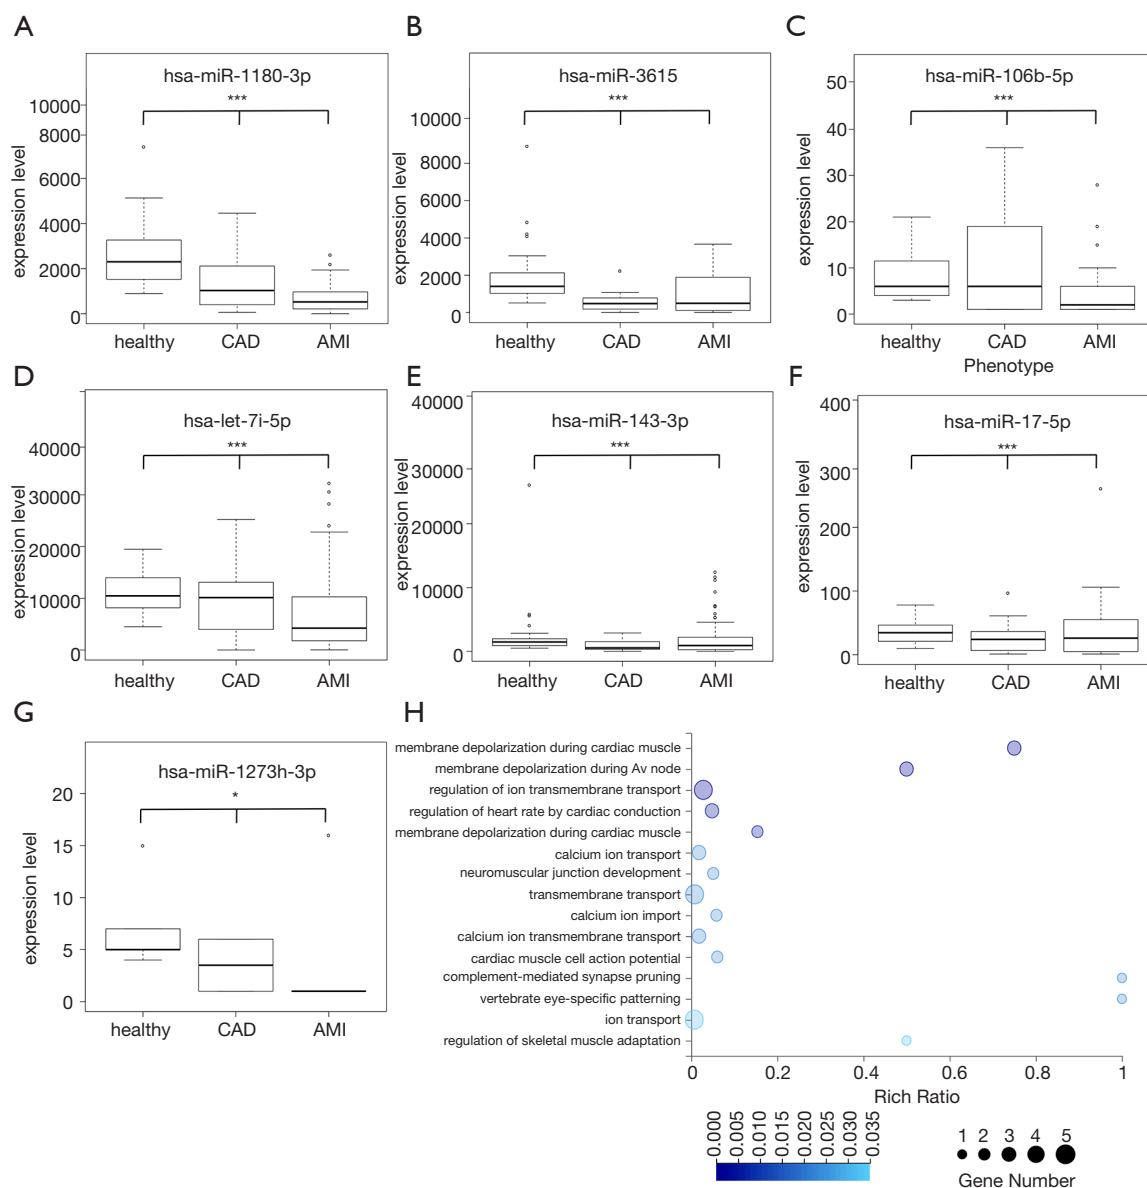 A
hsa-miR-1180-3p
***
10000
8000
6000
4000
2000
0
expression level
healthy CAD AMI
B
hsa-miR-3615
***
10000
8000
6000
4000
2000
0
expression level
healthy CAD AMI
C
hsa-miR-106b-5p
***
50
40
30
20
10
0
expression level
healthy CAD AMI
Phenotype
D
hsa-let-7i-5p
***
40000
30000
20000
10000
0
expression level
healthy CAD AMI
E
hsa-miR-143-3p
***
40000
30000
20000
10000
0
expression level
healthy CAD AMI
F
hsa-miR-17-5p
***
400
300
200
100
0
expression level
healthy CAD AMI
G
hsa-miR-1273h-3p
*
20
15
10
5
0
expression level
healthy CAD AMI
H
membrane depolarization during cardiac muscle
membrane depolarization during Av node
regulation of ion transmembrane transport
regulation of heart rate by cardiac conduction
membrane depolarization during cardiac muscle
calcium ion transport
neuromuscular junction development
transmembrane transport
calcium ion import
calcium ion transmembrane transport
cardiac muscle cell action potential
complement-mediated synapse pruning
vertebrate eye-specific patterning
ion transport
regulation of skeletal muscle adaptation
0 0.2 0.4 0.6 0.8 1
Rich Ratio
0.000 0.005 0.010 0.015 0.020 0.025 0.030 0.035
1 2 3 4 5
Gene Number